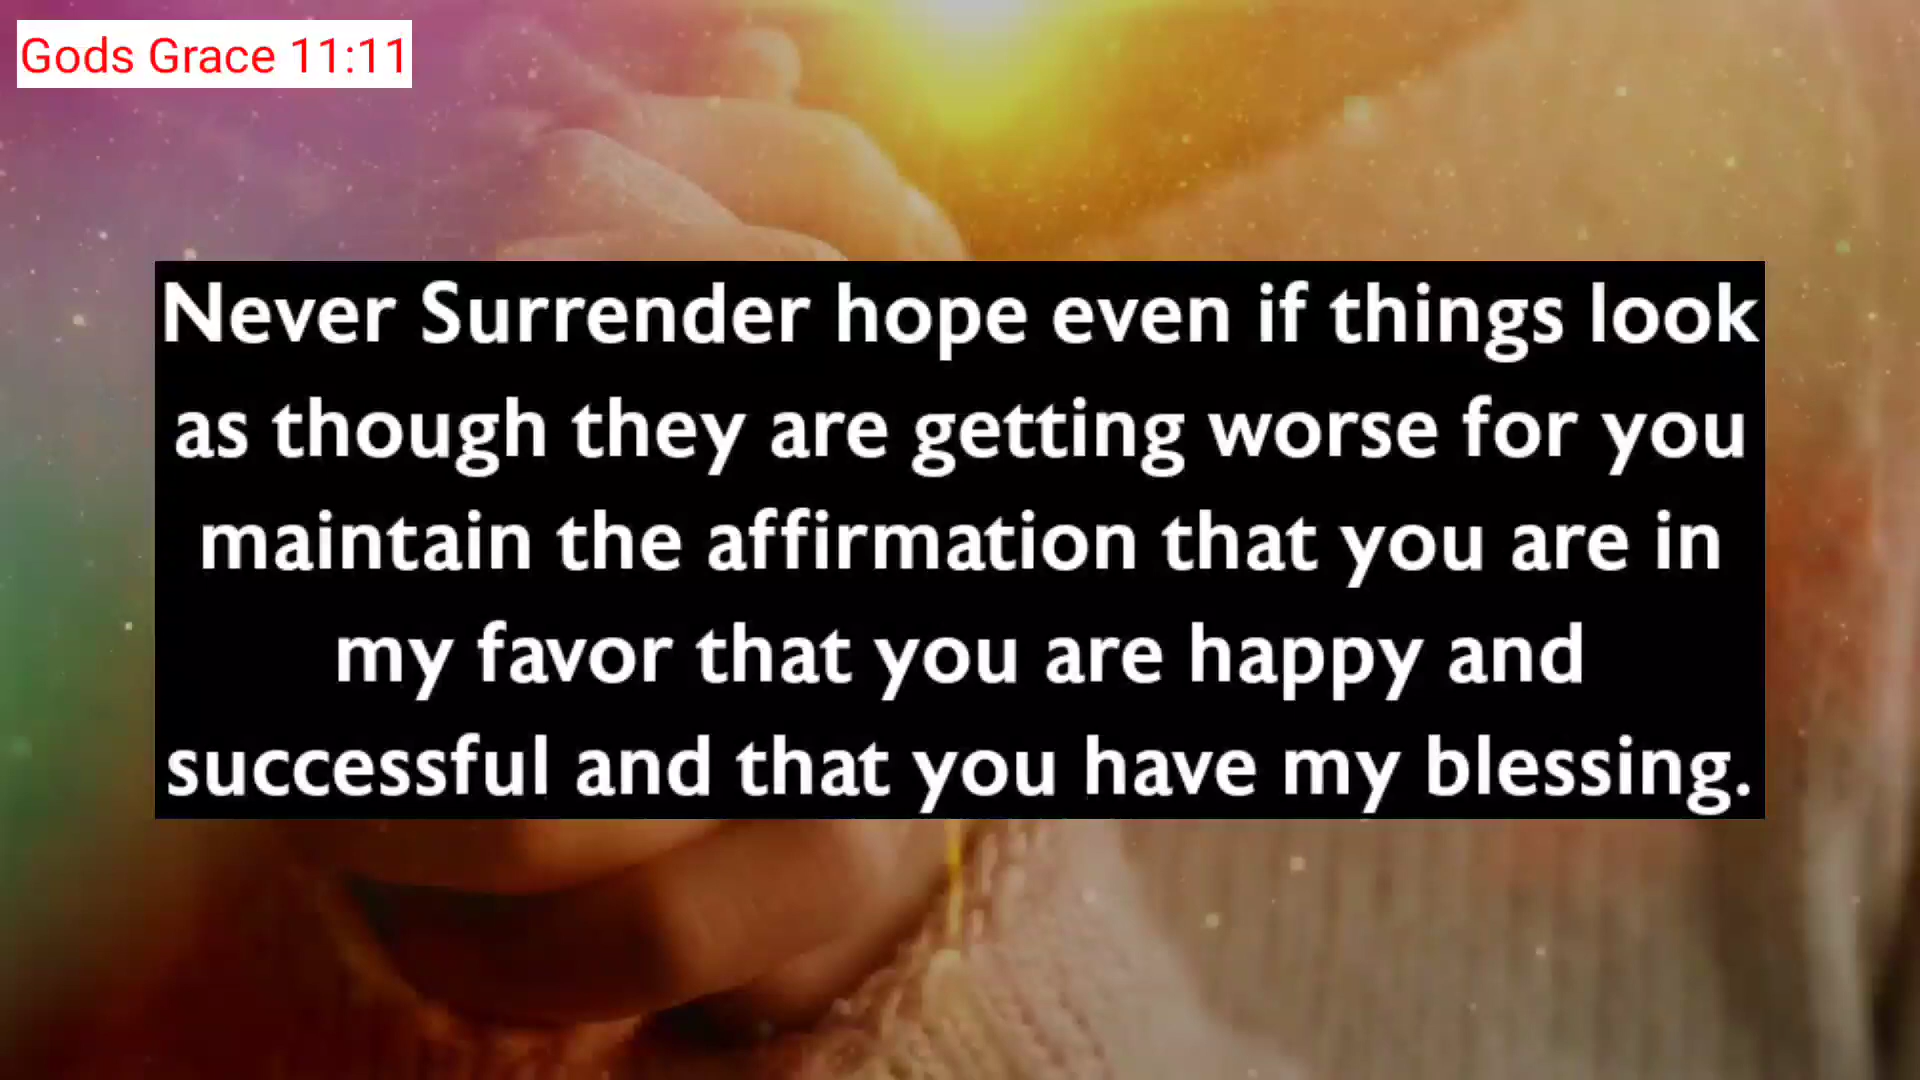 Gods Grace 11:11
Never Surrender hope even if things look
as though they are getting worse for you
maintain the affirmation that you are in
my favor that you are happy and
successful and that you have my blessing.